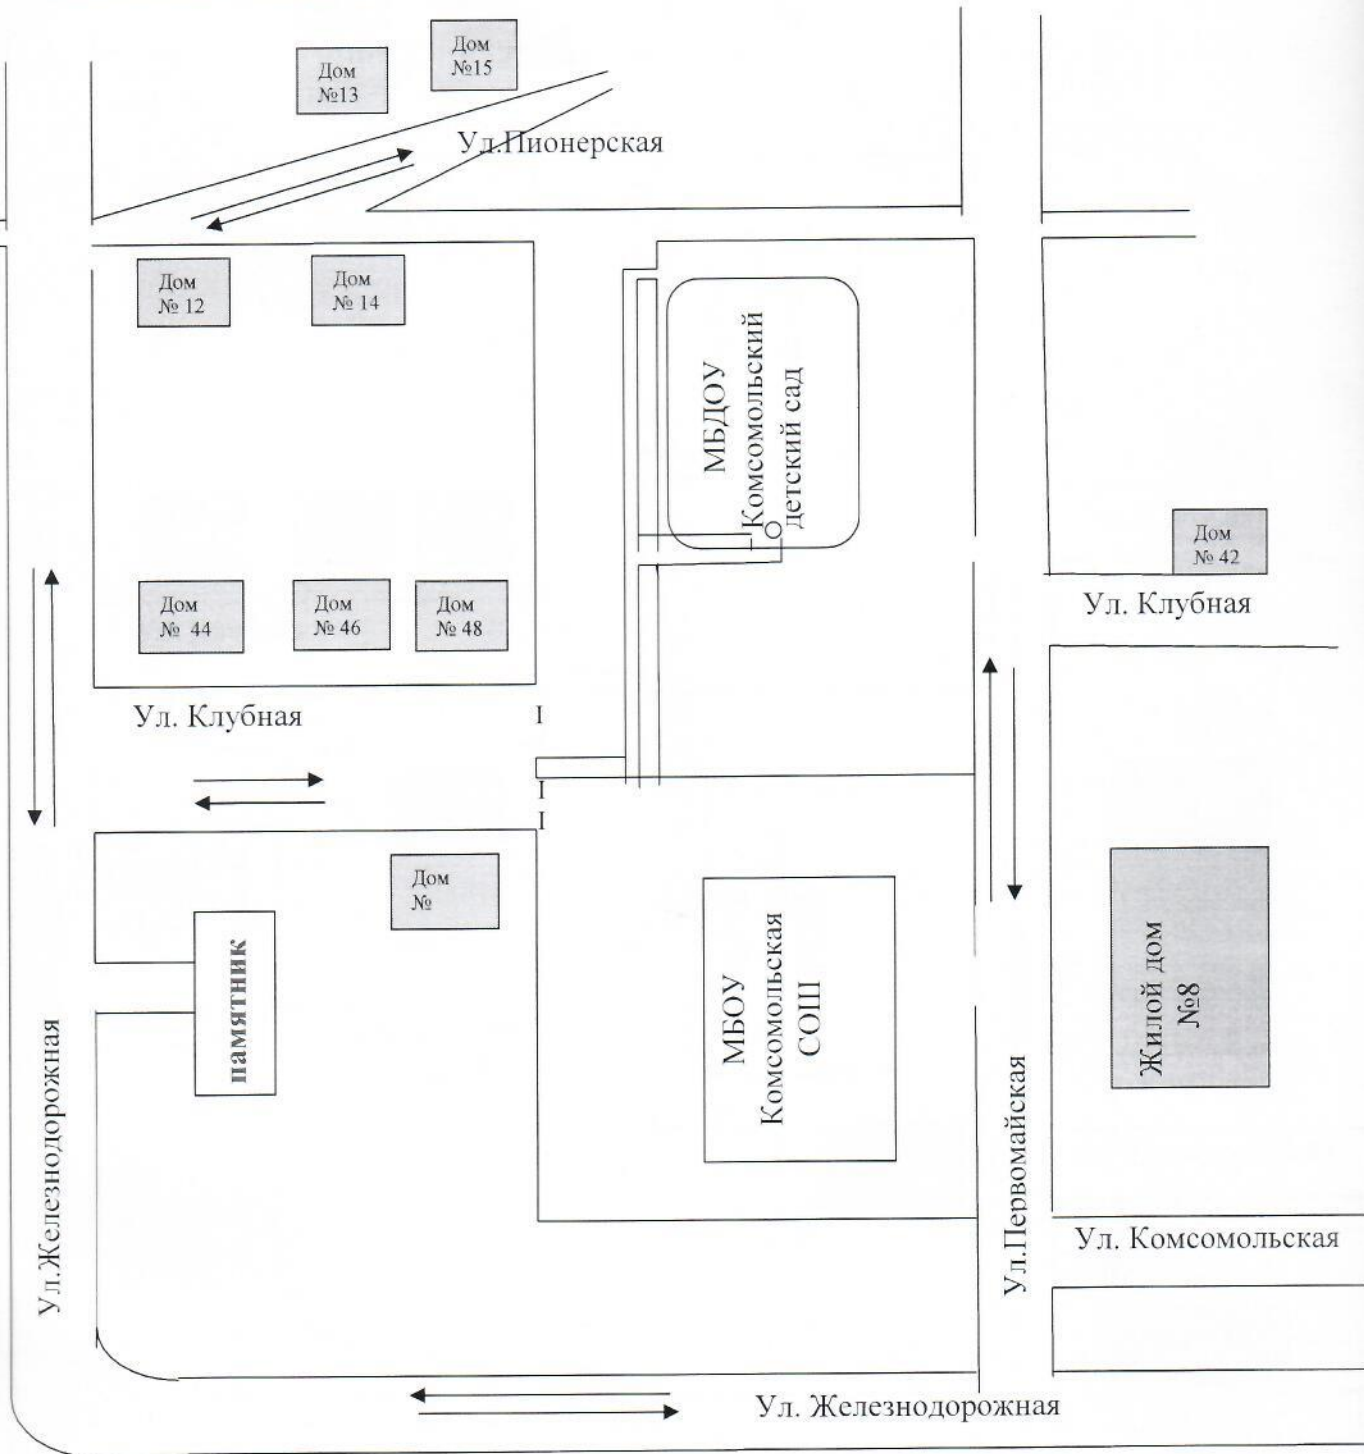 Дом
№15
Дом
№13
Ул.Пионерская
Дом
№ 12
Дом
№ 14
МБДОУ
Комсомольский
детский сад
Дом
№ 42
Ул. Клубная
Дом
№ 44
Дом
№ 46
Дом
№ 48
Ул. Клубная
I
I
I
Дом
№
памятник
МБОУ
Комсомольская
СОШ
Жилой дом
№8
Ул.Железнодорожная
Ул.Первомайская
Ул. Комсомольская
Ул. Железнодорожная